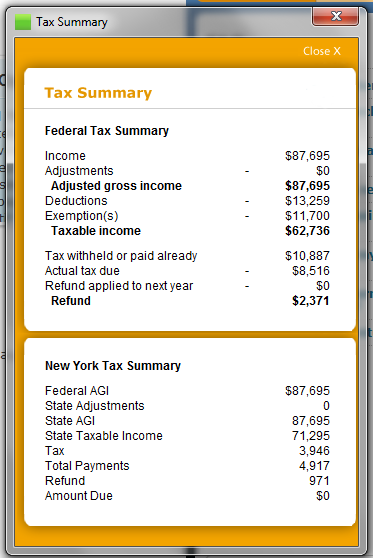 Tax Summary
Close X
Tax Summary
Federal Tax Summary
Income $87,695
Adjustments - $0
Adjusted gross income $87,695
Deductions - $13,259
Exemption(s) - $11,700
Taxable income $62,736
Tax withheld or paid already $10,887
Actual tax due - $8,516
Refund applied to next year - $0
Refund $2,371
New York Tax Summary
Federal AGI $87,695
State Adjustments 0
State AGI 87,695
State Taxable Income 71,295
Tax 3,946
Total Payments 4,917
Refund 971
Amount Due $0